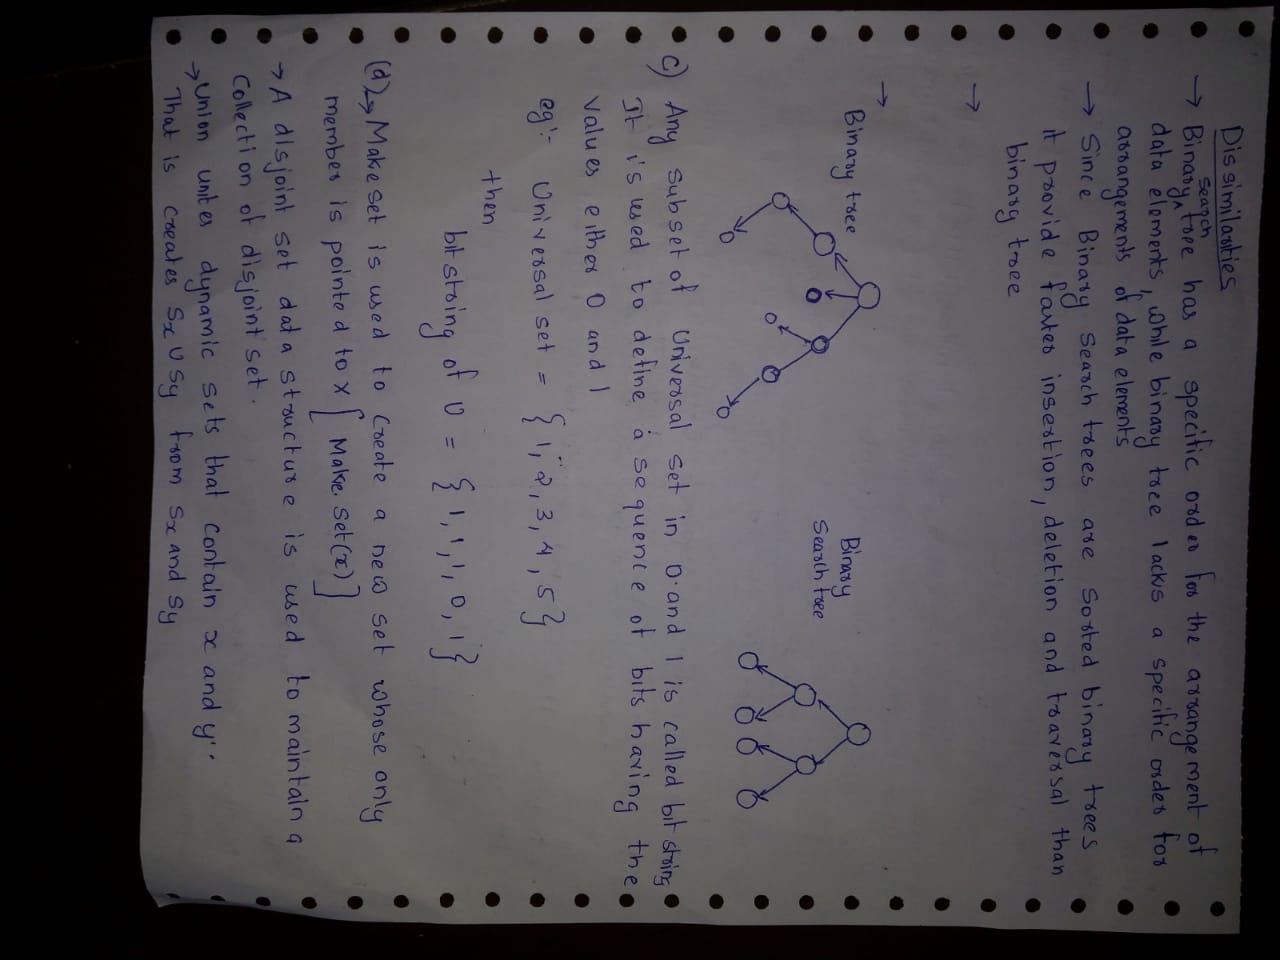 Dissimilarities
→ Binary search tree has a specific order for the arrangement of
data elements, while binary tree lacks a specific order for
arrangements of data elements
→ Since Binary search trees are sorted binary trees
it provide faster insertion, deletion and traversal than
binary tree
→
→
Binary tree
Binary
Search tree
c) Any subset of Universal set in 0 and 1 is called bit string
It is used to define a sequence of bits having the
values either 0 and 1
eg:- Universal set = {1, 2, 3, 4, 5}
then
bit string of U = {1, 1, 1, 0, 1}
(d) → Make set is used to create a new set whose only
member is pointed to x [Make.set(x)]
→ A disjoint set data structure is used to maintain a
collection of disjoint set.
→ Union unites dynamic sets that contain x and y.
That is creates Sx U Sy from Sx and Sy